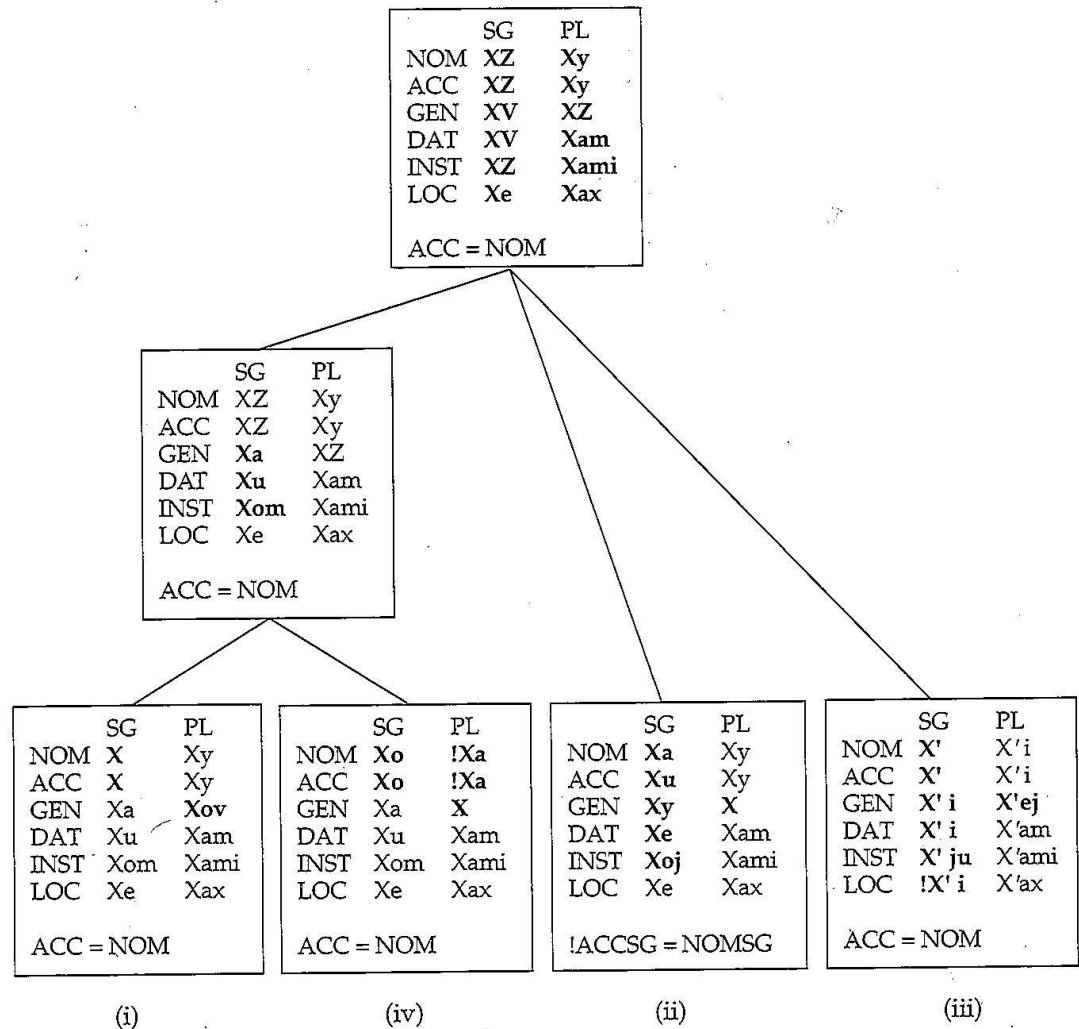 SG PL
NOM XZ Xy
ACC XZ Xy
GEN XV XZ
DAT XV Xam
INST XZ Xami
LOC Xe Xax
ACC = NOM
SG PL
NOM XZ Xy
ACC XZ Xy
GEN Xa XZ
DAT Xu Xam
INST Xom Xami
LOC Xe Xax
ACC = NOM
SG PL
NOM X Xy
ACC X Xy
GEN Xa Xov
DAT Xu Xam
INST Xom Xami
LOC Xe Xax
ACC = NOM
(i)
SG PL
NOM Xo !Xa
ACC Xo !Xa
GEN Xa X
DAT Xu Xam
INST Xom Xami
LOC Xe Xax
ACC = NOM
(iv)
SG PL
NOM Xa Xy
ACC Xu Xy
GEN Xy X
DAT Xe Xam
INST Xoj Xami
LOC Xe Xax
!ACCSG = NOMSG
(ii)
SG PL
NOM X' X'i
ACC X' X'i
GEN X' i X'ej
DAT X' i X'am
INST X' ju X'ami
LOC !X' i X'ax
ACC = NOM
(iii)